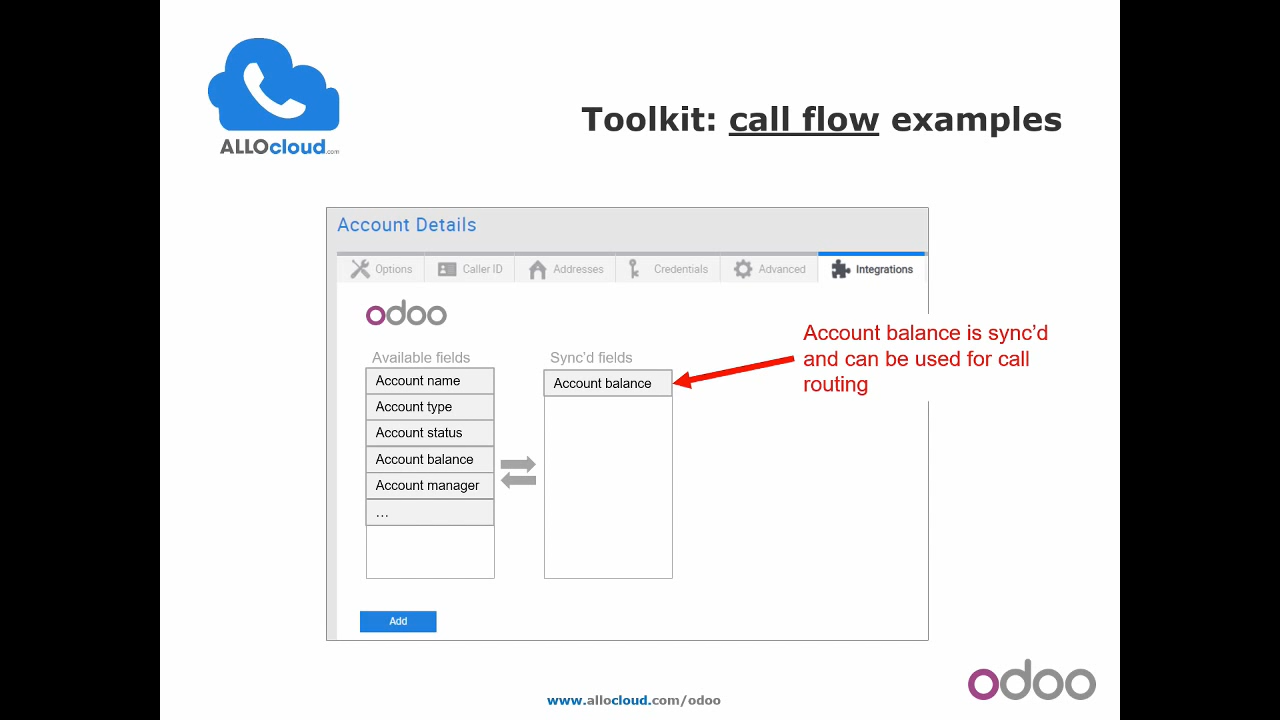 ALLOcloud.com
Toolkit: call flow examples
Account Details
Options
Caller ID
Addresses
Credentials
Advanced
Integrations
odoo
Available fields
Account name
Account type
Account status
Account balance
Account manager
...
Sync’d fields
Account balance
Account balance is sync’d
and can be used for call
routing
Add
www.allocloud.com/odoo
odoo